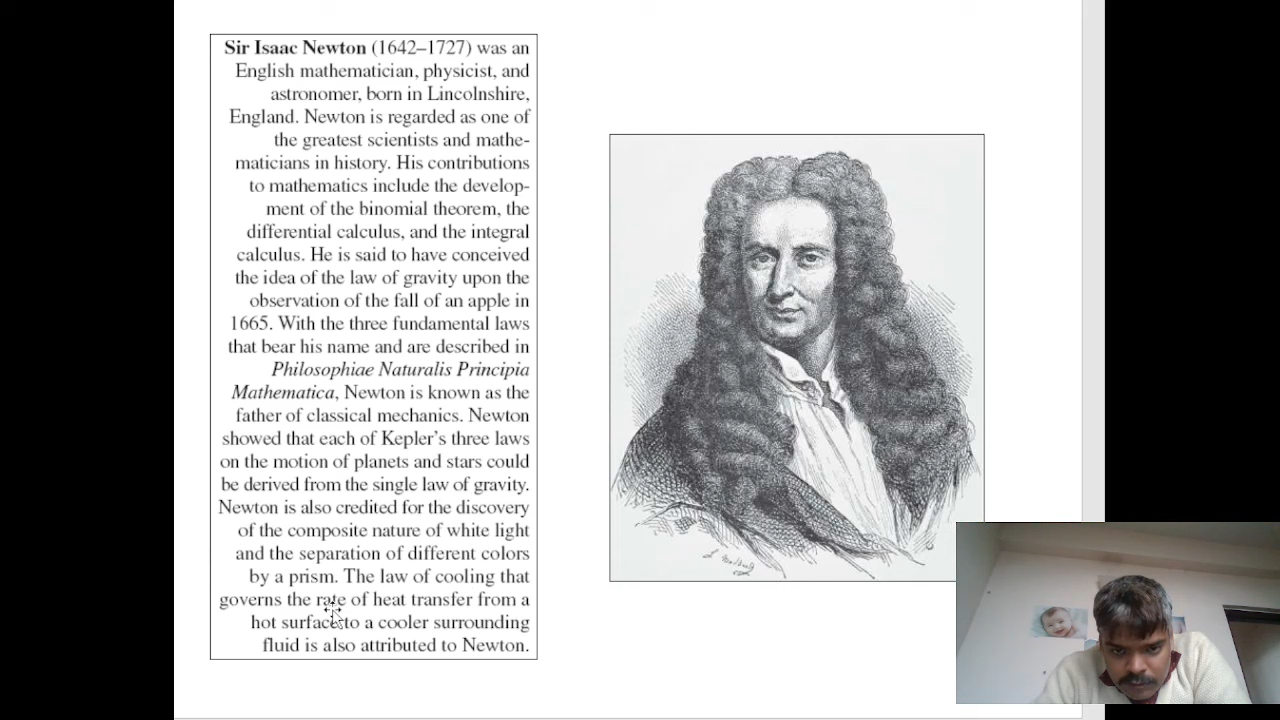 Sir Isaac Newton (1642–1727) was an
English mathematician, physicist, and
astronomer, born in Lincolnshire,
England. Newton is regarded as one of
the greatest scientists and mathe-
maticians in history. His contributions
to mathematics include the develop-
ment of the binomial theorem, the
differential calculus, and the integral
calculus. He is said to have conceived
the idea of the law of gravity upon the
observation of the fall of an apple in
1665. With the three fundamental laws
that bear his name and are described in
Philosophiae Naturalis Principia
Mathematica, Newton is known as the
father of classical mechanics. Newton
showed that each of Kepler's three laws
on the motion of planets and stars could
be derived from the single law of gravity.
Newton is also credited for the discovery
of the composite nature of white light
and the separation of different colors
by a prism. The law of cooling that
governs the rate of heat transfer from a
hot surface to a cooler surrounding
fluid is also attributed to Newton.